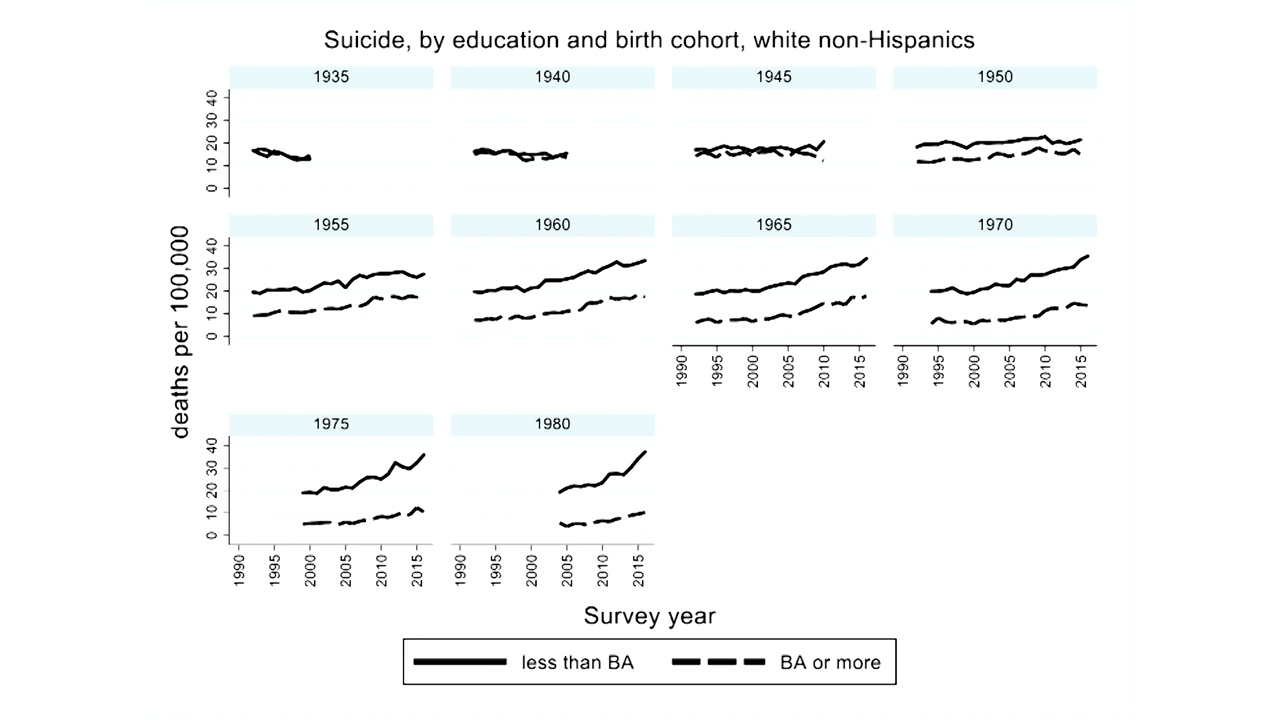 Suicide, by education and birth cohort, white non-Hispanics
1935 1940 1945 1950
0 10 20 30 40
1955 1960 1965 1970
0 10 20 30 40
1990 1995 2000 2005 2010 2015 1990 1995 2000 2005 2010 2015
deaths per 100,000
1975 1980
0 10 20 30 40
1990 1995 2000 2005 2010 2015 1990 1995 2000 2005 2010 2015
Survey year
less than BA BA or more